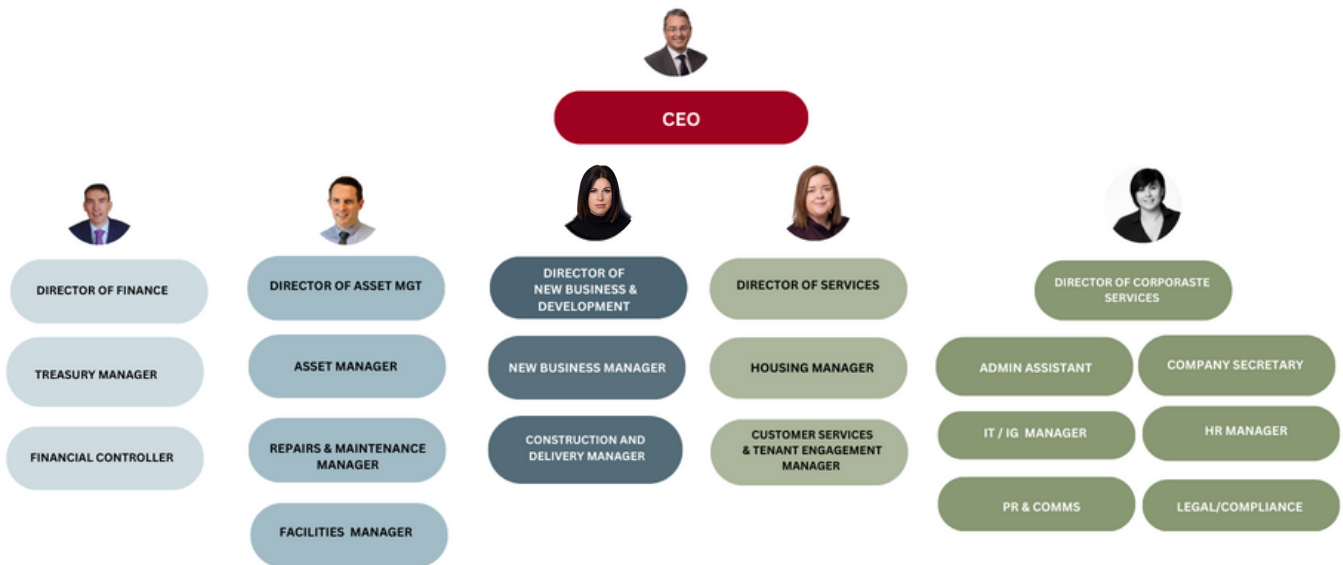 CEO
DIRECTOR OF FINANCE
TREASURY MANAGER
FINANCIAL CONTROLLER
DIRECTOR OF ASSET MGT
ASSET MANAGER
REPAIRS & MAINTENANCE
MANAGER
FACILITIES MANAGER
DIRECTOR OF
NEW BUSINESS &
DEVELOPMENT
NEW BUSINESS MANAGER
CONSTRUCTION AND
DELIVERY MANAGER
DIRECTOR OF SERVICES
HOUSING MANAGER
CUSTOMER SERVICES
& TENANT ENGAGEMENT
MANAGER
DIRECTOR OF CORPORASTE
SERVICES
ADMIN ASSISTANT
COMPANY SECRETARY
IT / IG MANAGER
HR MANAGER
PR & COMMS
LEGAL/COMPLIANCE